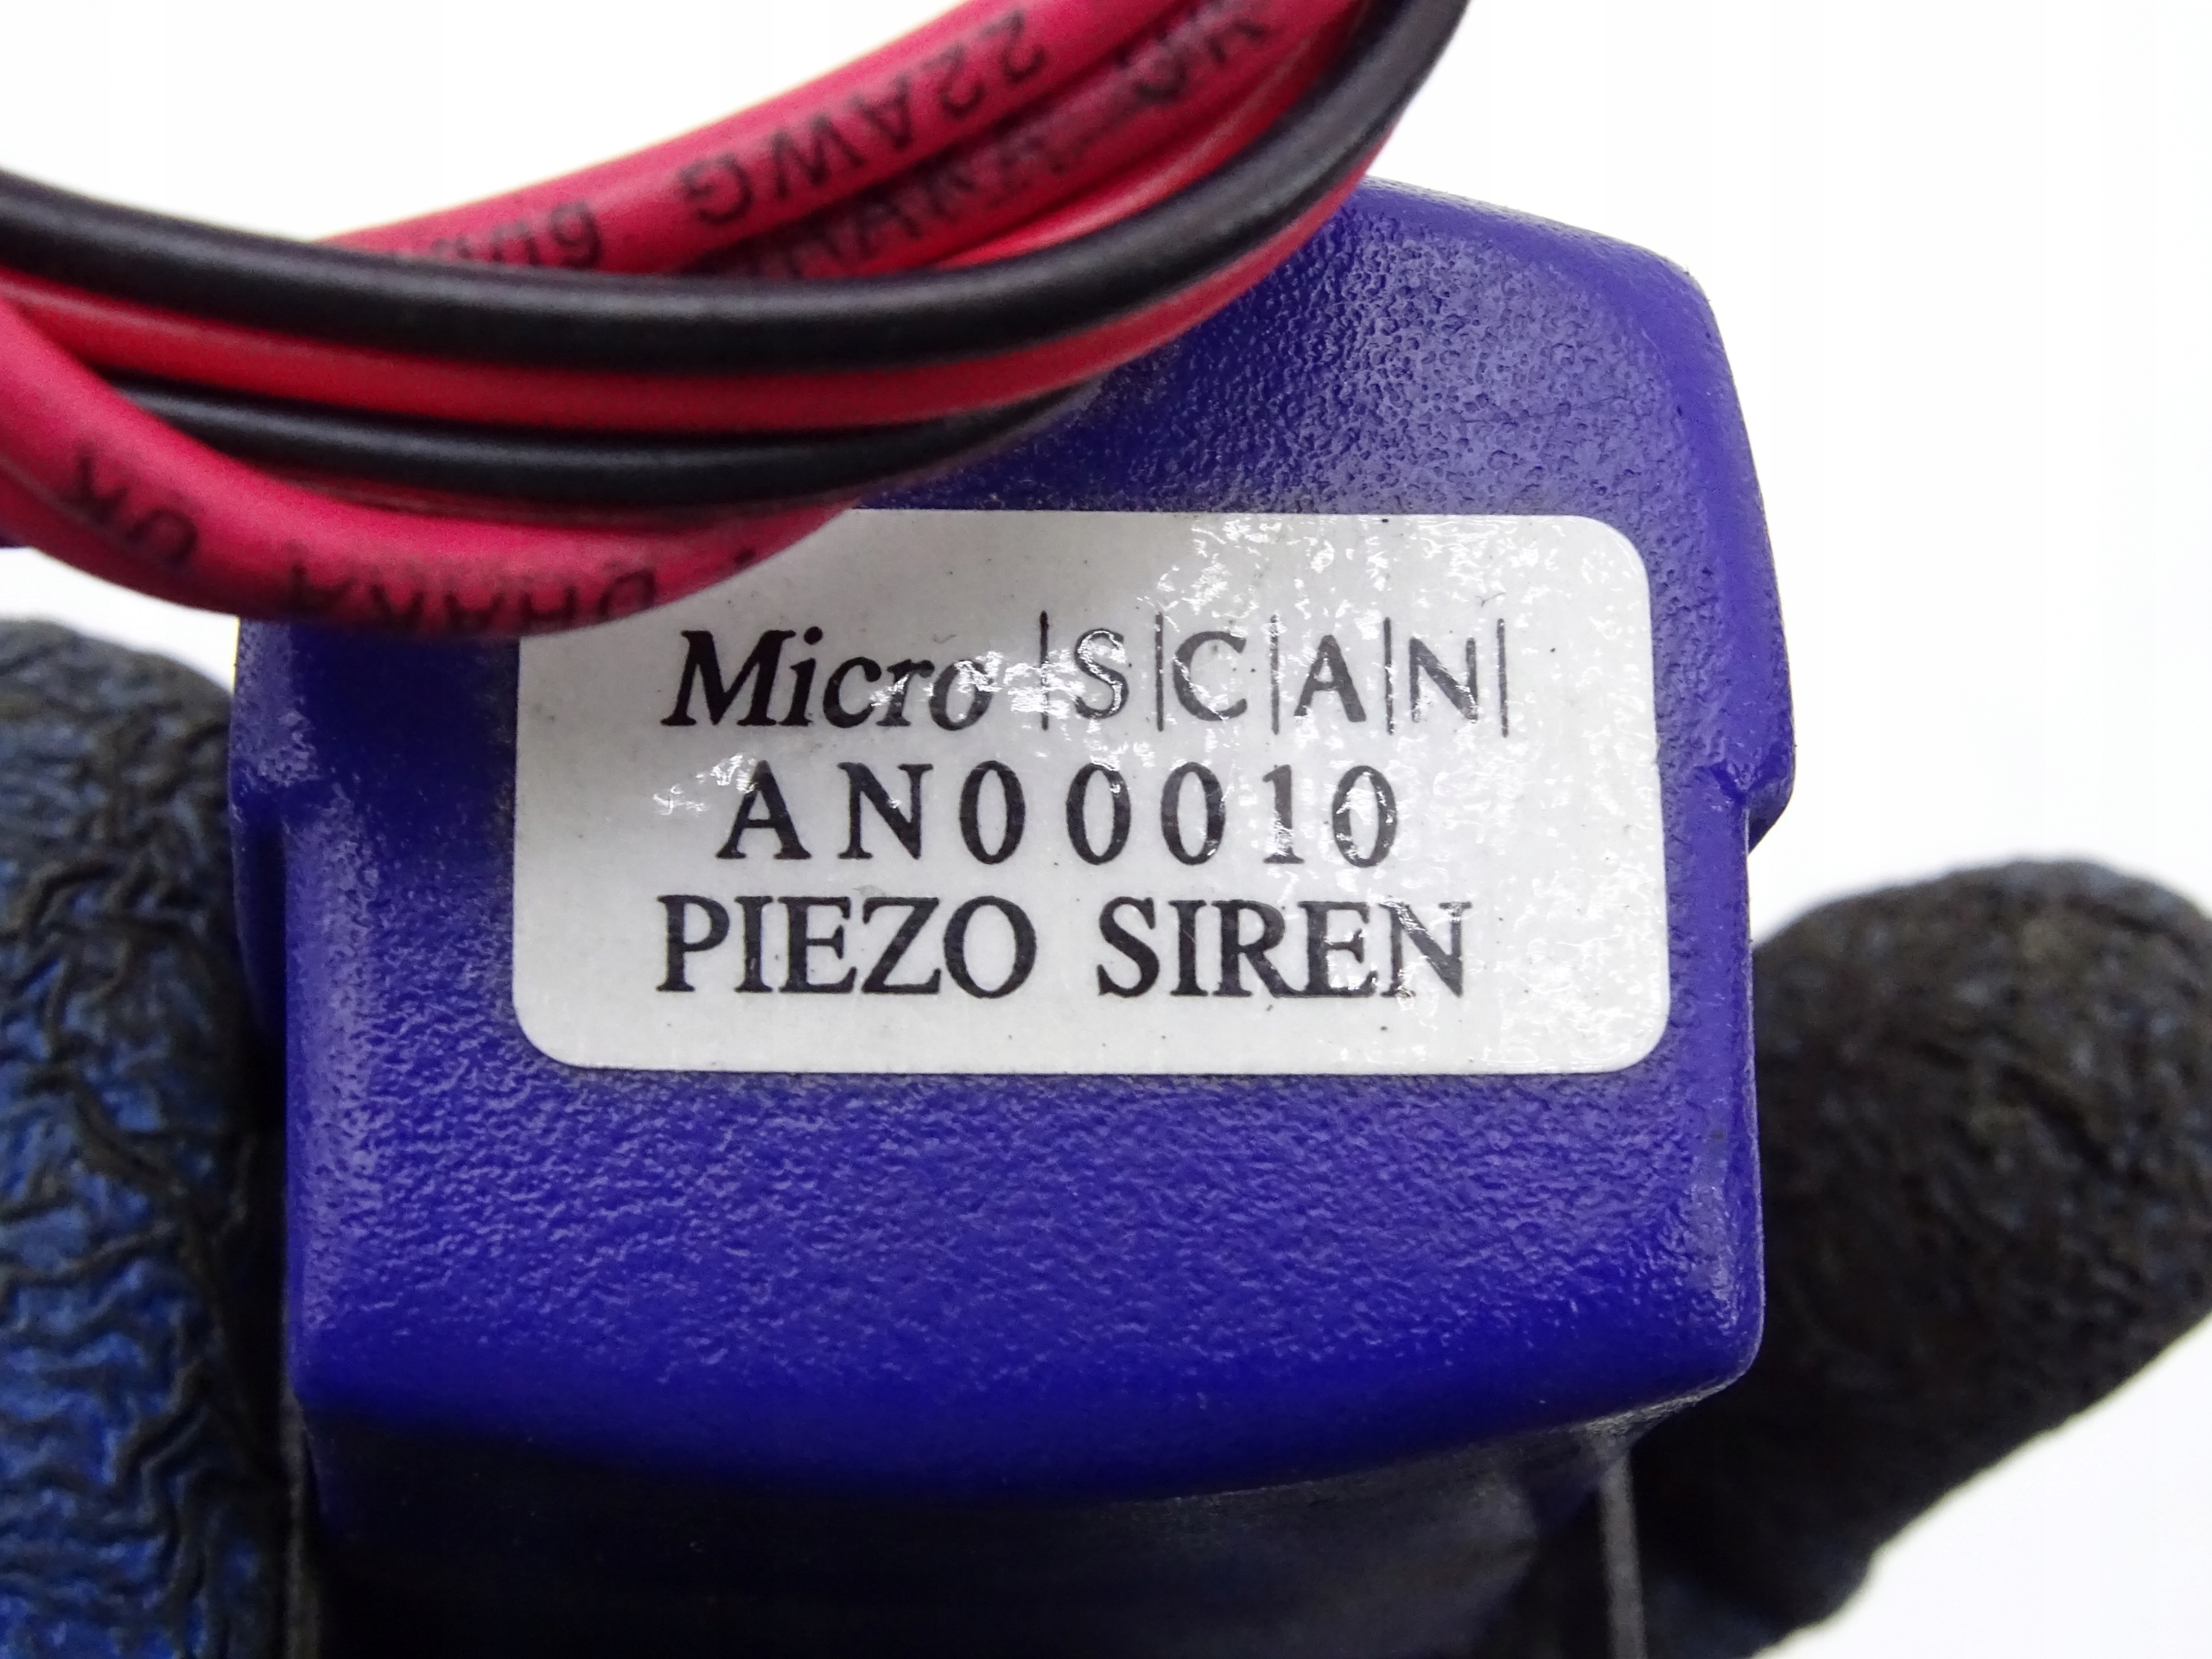 22AWG
Micro |S|C|A|N|
AN00010
PIEZO SIREN